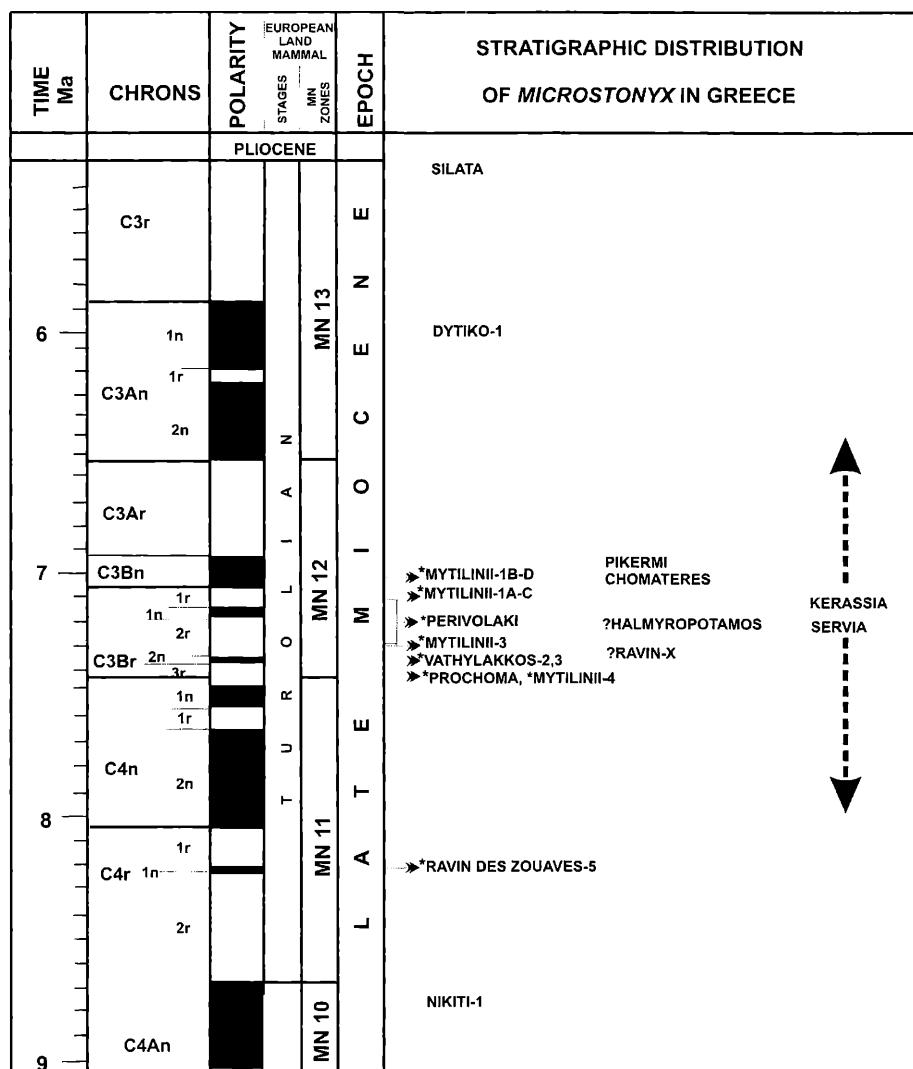 TIME Ma
CHRONS
POLARITY
EUROPEAN
LAND
MAMMAL
STAGES
MN ZONES
EPOCH
STRATIGRAPHIC DISTRIBUTION
OF MICROSTONYX IN GREECE
PLIOCENE
SILATA
C3r
MN 13
6
1n
DYTIKO-1
1r
C3An
2n
C3Ar
MN 12
7
C3Bn
*MYTILINII-1B-D
PIKERMI
CHOMATERES
1r
*MYTILINII-1A-C
1n
KERASSIA
SERVIA
*PERIVOLAKI
?HALMYROPOTAMOS
2r
*MYTILINII-3
C3Br
2n
*VATHYLAKKOS-2,3
?RAVIN-X
3r
*PROCHOMA, *MYTILINII-4
1n
1r
C4n
2n
8
MN 11
1r
C4r
1n
*RAVIN DES ZOUAVES-5
2r
TUROLIAN
LATE MIOCENE
NIKITI-1
MN 10
C4An
9